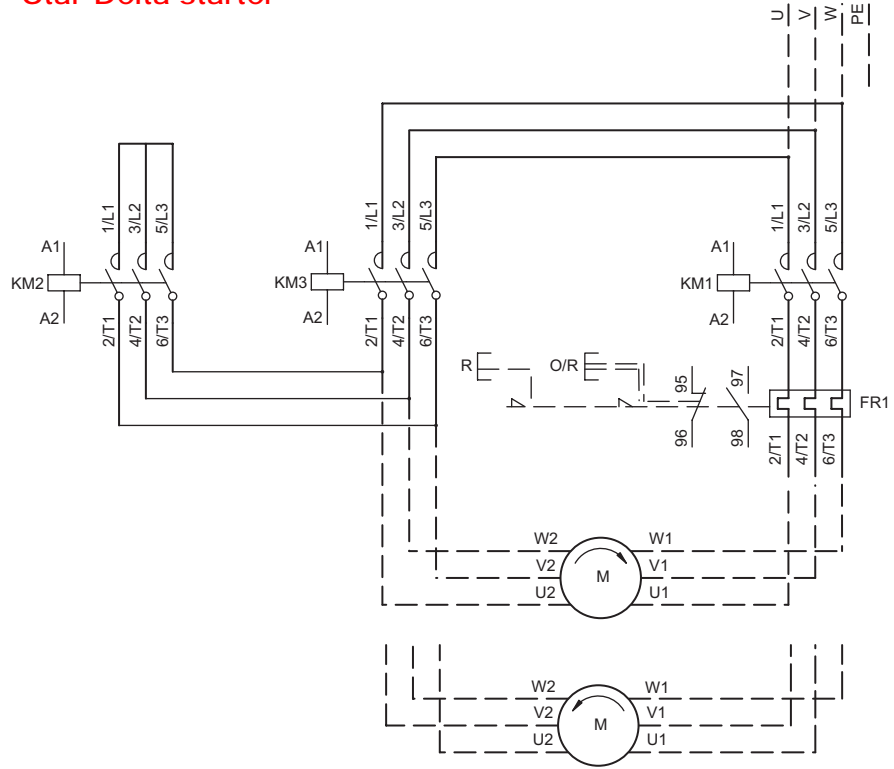 Star-Delta starter
U V W PE
1/L1 3/L2 5/L3 1/L1 3/L2 5/L3 1/L1 3/L2 5/L3
A1 A1 A1
KM2 KM3 KM1
A2 A2 A2
2/T1 4/T2 6/T3 2/T1 4/T2 6/T3 2/T1 4/T2 6/T3
R O/R 95 97
FR1
96 98 2/T1 4/T2 6/T3
W2 W1
V2 M V1
U2 U1
W2 W1
V2 M V1
U2 U1